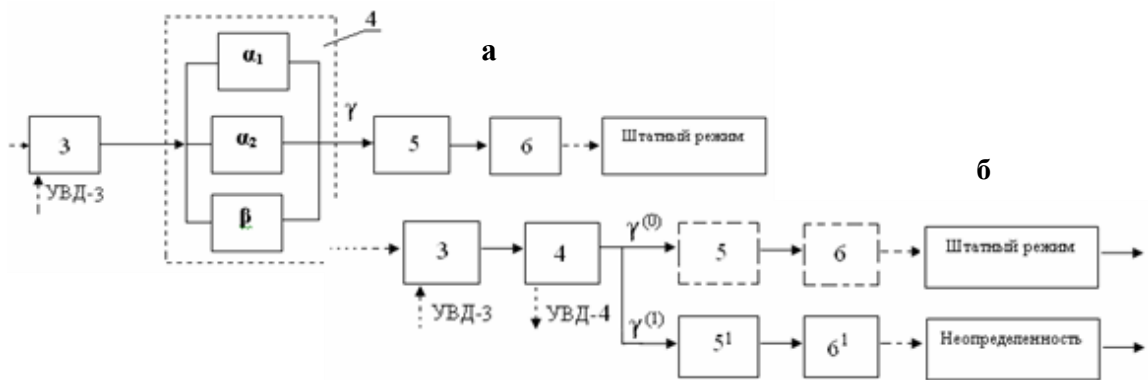 4
α₁
а
γ
3
α₂
5
6
Штатный режим
УВД-3
β
б
γ⁽⁰⁾
3
4
5
6
Штатный режим
УВД-3
УВД-4
γ⁽¹⁾
5¹
6¹
Неопределенность